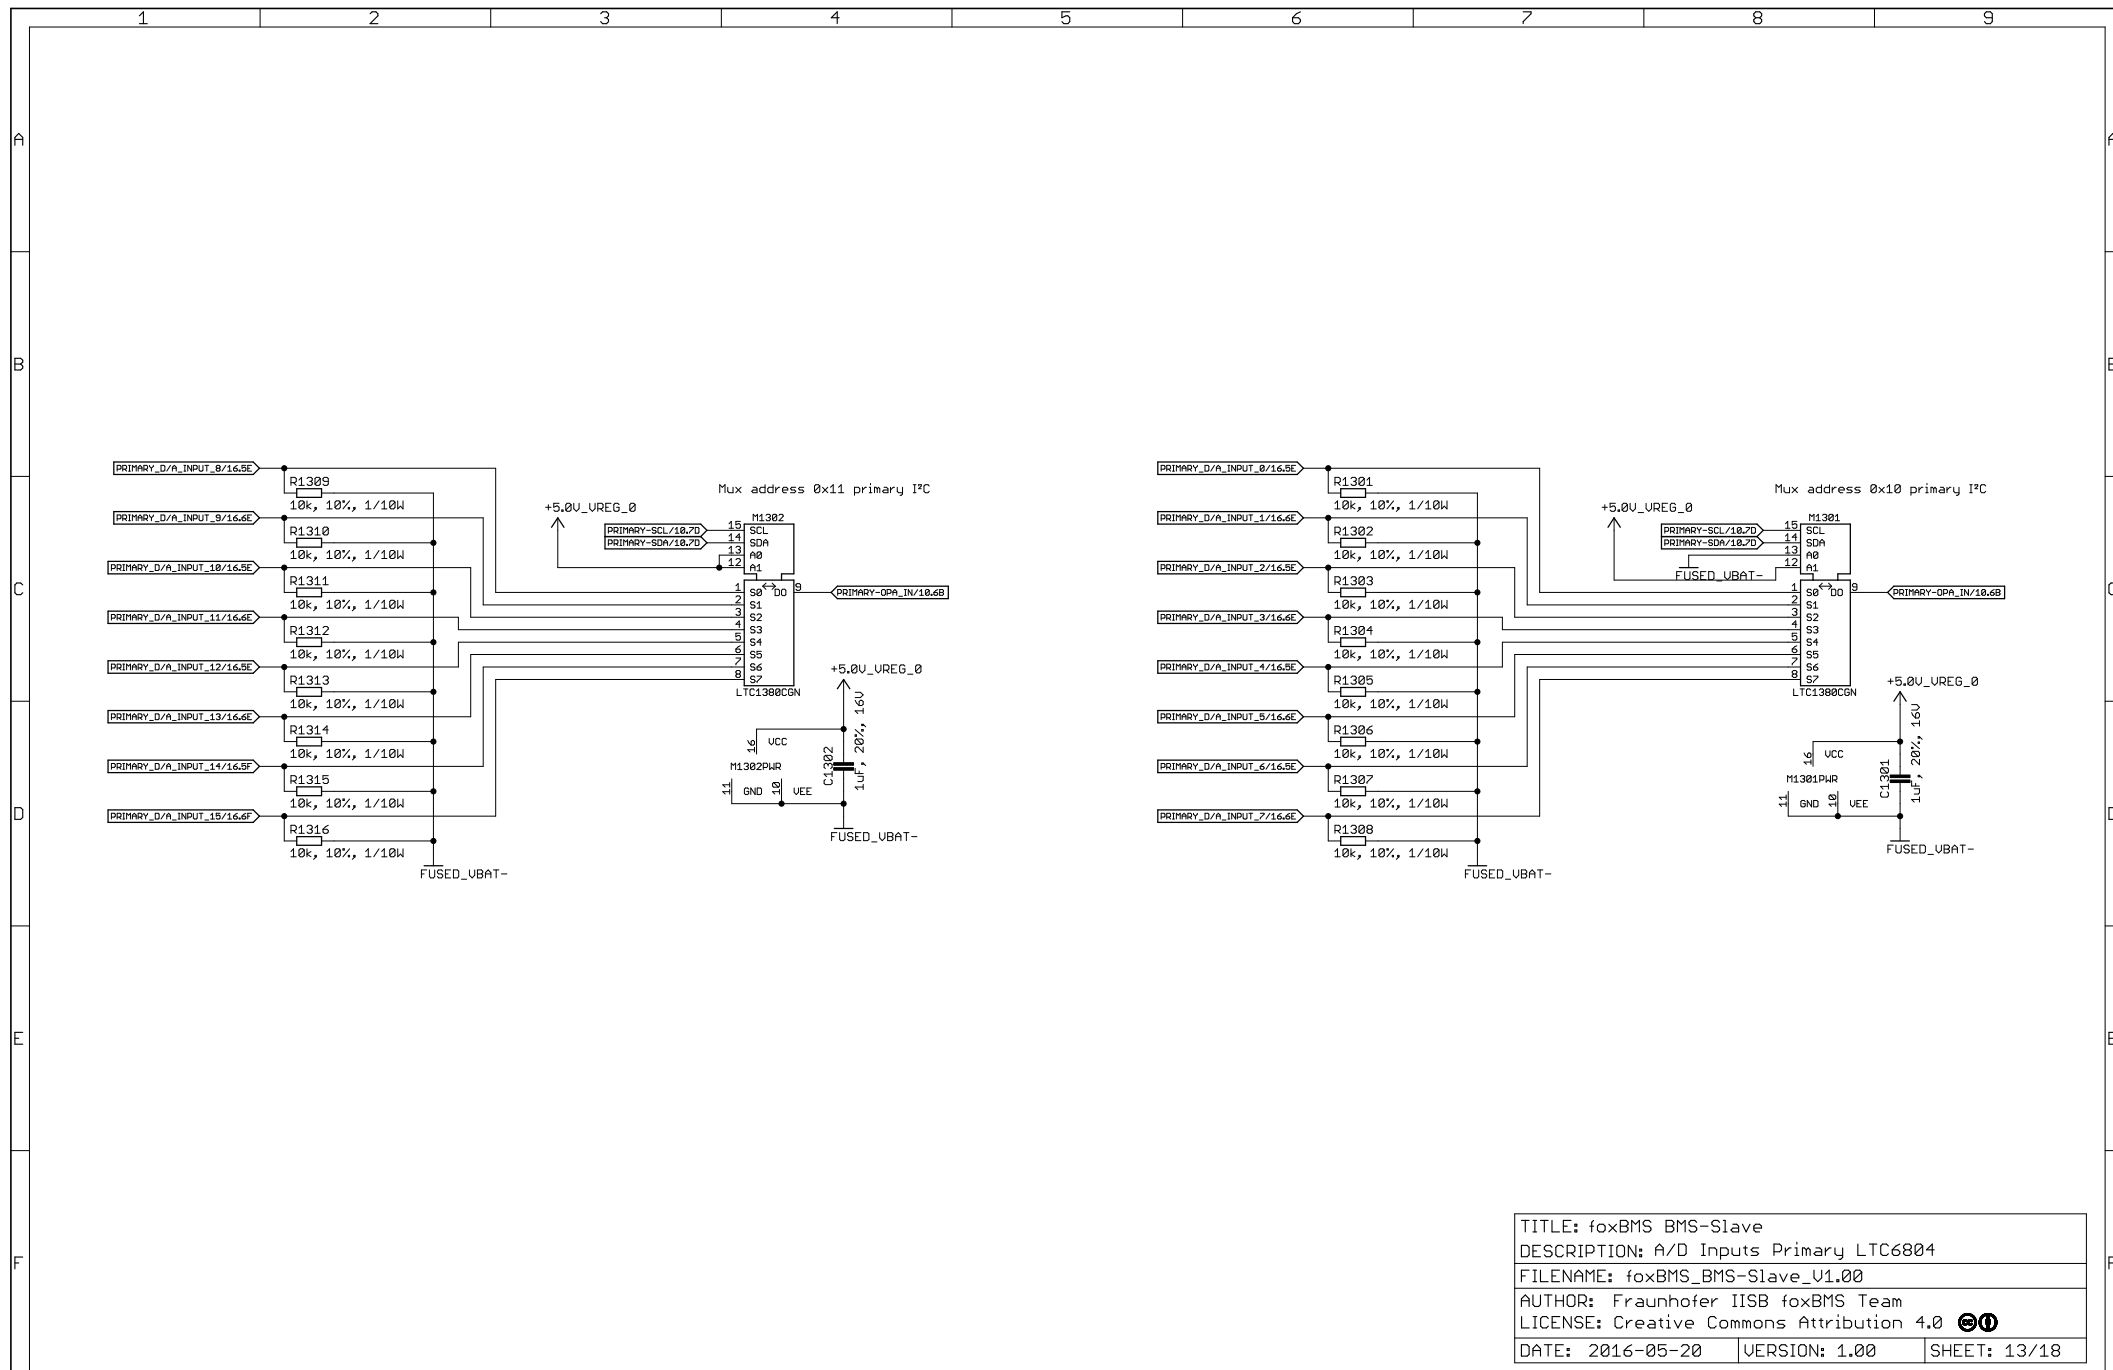 1 2 3 4 5 6 7 8 9
A
B
C
D
E
F
PRIMARY_D/A_INPUT_8/16.5E
R1309
10k, 10%, 1/10W
PRIMARY_D/A_INPUT_9/16.6E
R1310
10k, 10%, 1/10W
PRIMARY_D/A_INPUT_10/16.5E
R1311
10k, 10%, 1/10W
PRIMARY_D/A_INPUT_11/16.6E
R1312
10k, 10%, 1/10W
PRIMARY_D/A_INPUT_12/16.5E
R1313
10k, 10%, 1/10W
PRIMARY_D/A_INPUT_13/16.6E
R1314
10k, 10%, 1/10W
PRIMARY_D/A_INPUT_14/16.5F
R1315
10k, 10%, 1/10W
PRIMARY_D/A_INPUT_15/16.6F
R1316
10k, 10%, 1/10W
FUSED_VBAT-
Mux address 0x11 primary I²C
+5.0V_VREG_0
M1302
PRIMARY-SCL/10.7D 15 SCL
PRIMARY-SDA/10.7D 14 SDA
13 A0
12 A1
1 S0 ↔ DO 9 PRIMARY-OPA_IN/10.6B
2 S1
3 S2
4 S3
5 S4
6 S5
7 S6
8 S7
LTC1380CGN
+5.0V_VREG_0
16 VCC
M1302PWR
11 GND 10 VEE
C1302
1uF, 20%, 16V
FUSED_VBAT-
PRIMARY_D/A_INPUT_0/16.5E
R1301
10k, 10%, 1/10W
PRIMARY_D/A_INPUT_1/16.6E
R1302
10k, 10%, 1/10W
PRIMARY_D/A_INPUT_2/16.5E
R1303
10k, 10%, 1/10W
PRIMARY_D/A_INPUT_3/16.6E
R1304
10k, 10%, 1/10W
PRIMARY_D/A_INPUT_4/16.5E
R1305
10k, 10%, 1/10W
PRIMARY_D/A_INPUT_5/16.6E
R1306
10k, 10%, 1/10W
PRIMARY_D/A_INPUT_6/16.5E
R1307
10k, 10%, 1/10W
PRIMARY_D/A_INPUT_7/16.6E
R1308
10k, 10%, 1/10W
FUSED_VBAT-
Mux address 0x10 primary I²C
+5.0V_VREG_0
M1301
PRIMARY-SCL/10.7D 15 SCL
PRIMARY-SDA/10.7D 14 SDA
13 A0
12 A1
FUSED_VBAT-
1 S0 ↔ DO 9 PRIMARY-OPA_IN/10.6B
2 S1
3 S2
4 S3
5 S4
6 S5
7 S6
8 S7
LTC1380CGN
+5.0V_VREG_0
16 VCC
M1301PWR
11 GND 10 VEE
C1301
1uF, 20%, 16V
FUSED_VBAT-
A
B
C
D
E
F
TITLE: foxBMS BMS-Slave
DESCRIPTION: A/D Inputs Primary LTC6804
FILENAME: foxBMS_BMS-Slave_V1.00
AUTHOR: Fraunhofer IISB foxBMS Team
LICENSE: Creative Commons Attribution 4.0 cc
DATE: 2016-05-20 VERSION: 1.00 SHEET: 13/18